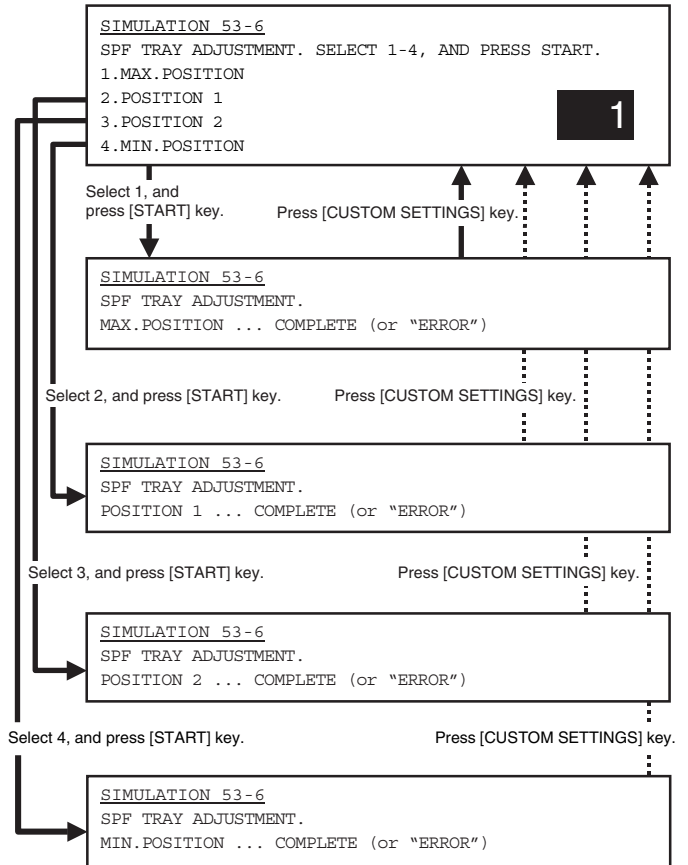 SIMULATION 53-6
SPF TRAY ADJUSTMENT. SELECT 1-4, AND PRESS START.
1.MAX.POSITION
2.POSITION 1
3.POSITION 2
4.MIN.POSITION
1
Select 1, and
press [START] key.
Press [CUSTOM SETTINGS] key.
SIMULATION 53-6
SPF TRAY ADJUSTMENT.
MAX.POSITION ... COMPLETE (or “ERROR”)
Select 2, and press [START] key.
Press [CUSTOM SETTINGS] key.
SIMULATION 53-6
SPF TRAY ADJUSTMENT.
POSITION 1 ... COMPLETE (or “ERROR”)
Select 3, and press [START] key.
Press [CUSTOM SETTINGS] key.
SIMULATION 53-6
SPF TRAY ADJUSTMENT.
POSITION 2 ... COMPLETE (or “ERROR”)
Select 4, and press [START] key.
Press [CUSTOM SETTINGS] key.
SIMULATION 53-6
SPF TRAY ADJUSTMENT.
MIN.POSITION ... COMPLETE (or “ERROR”)